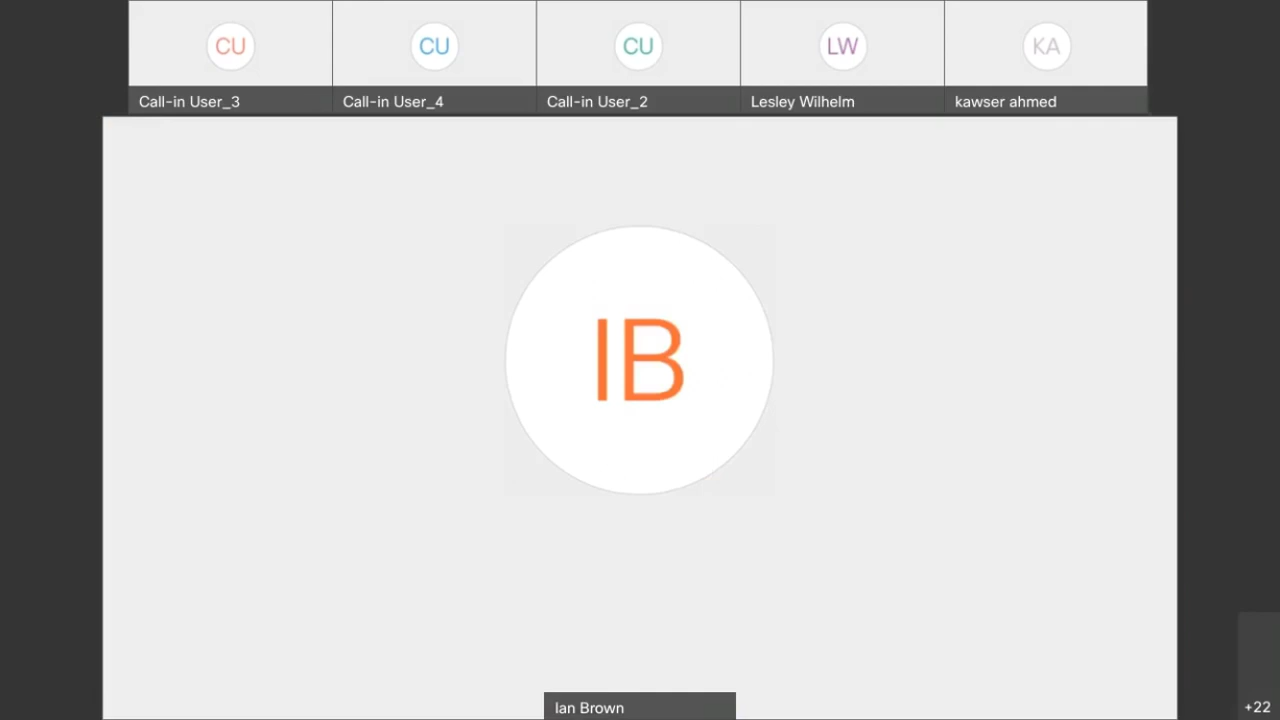 CU CU CU LW KA
Call-in User_3 Call-in User_4 Call-in User_2 Lesley Wilhelm kawser ahmed
IB
Ian Brown
+22